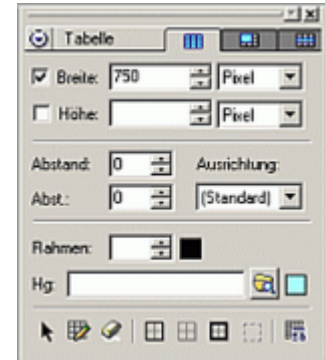 Tabelle
Breite: 750 Pixel
Höhe: Pixel
Abstand: 0 Ausrichtung:
Abst.: 0 (Standard)
Rahmen:
Hg: